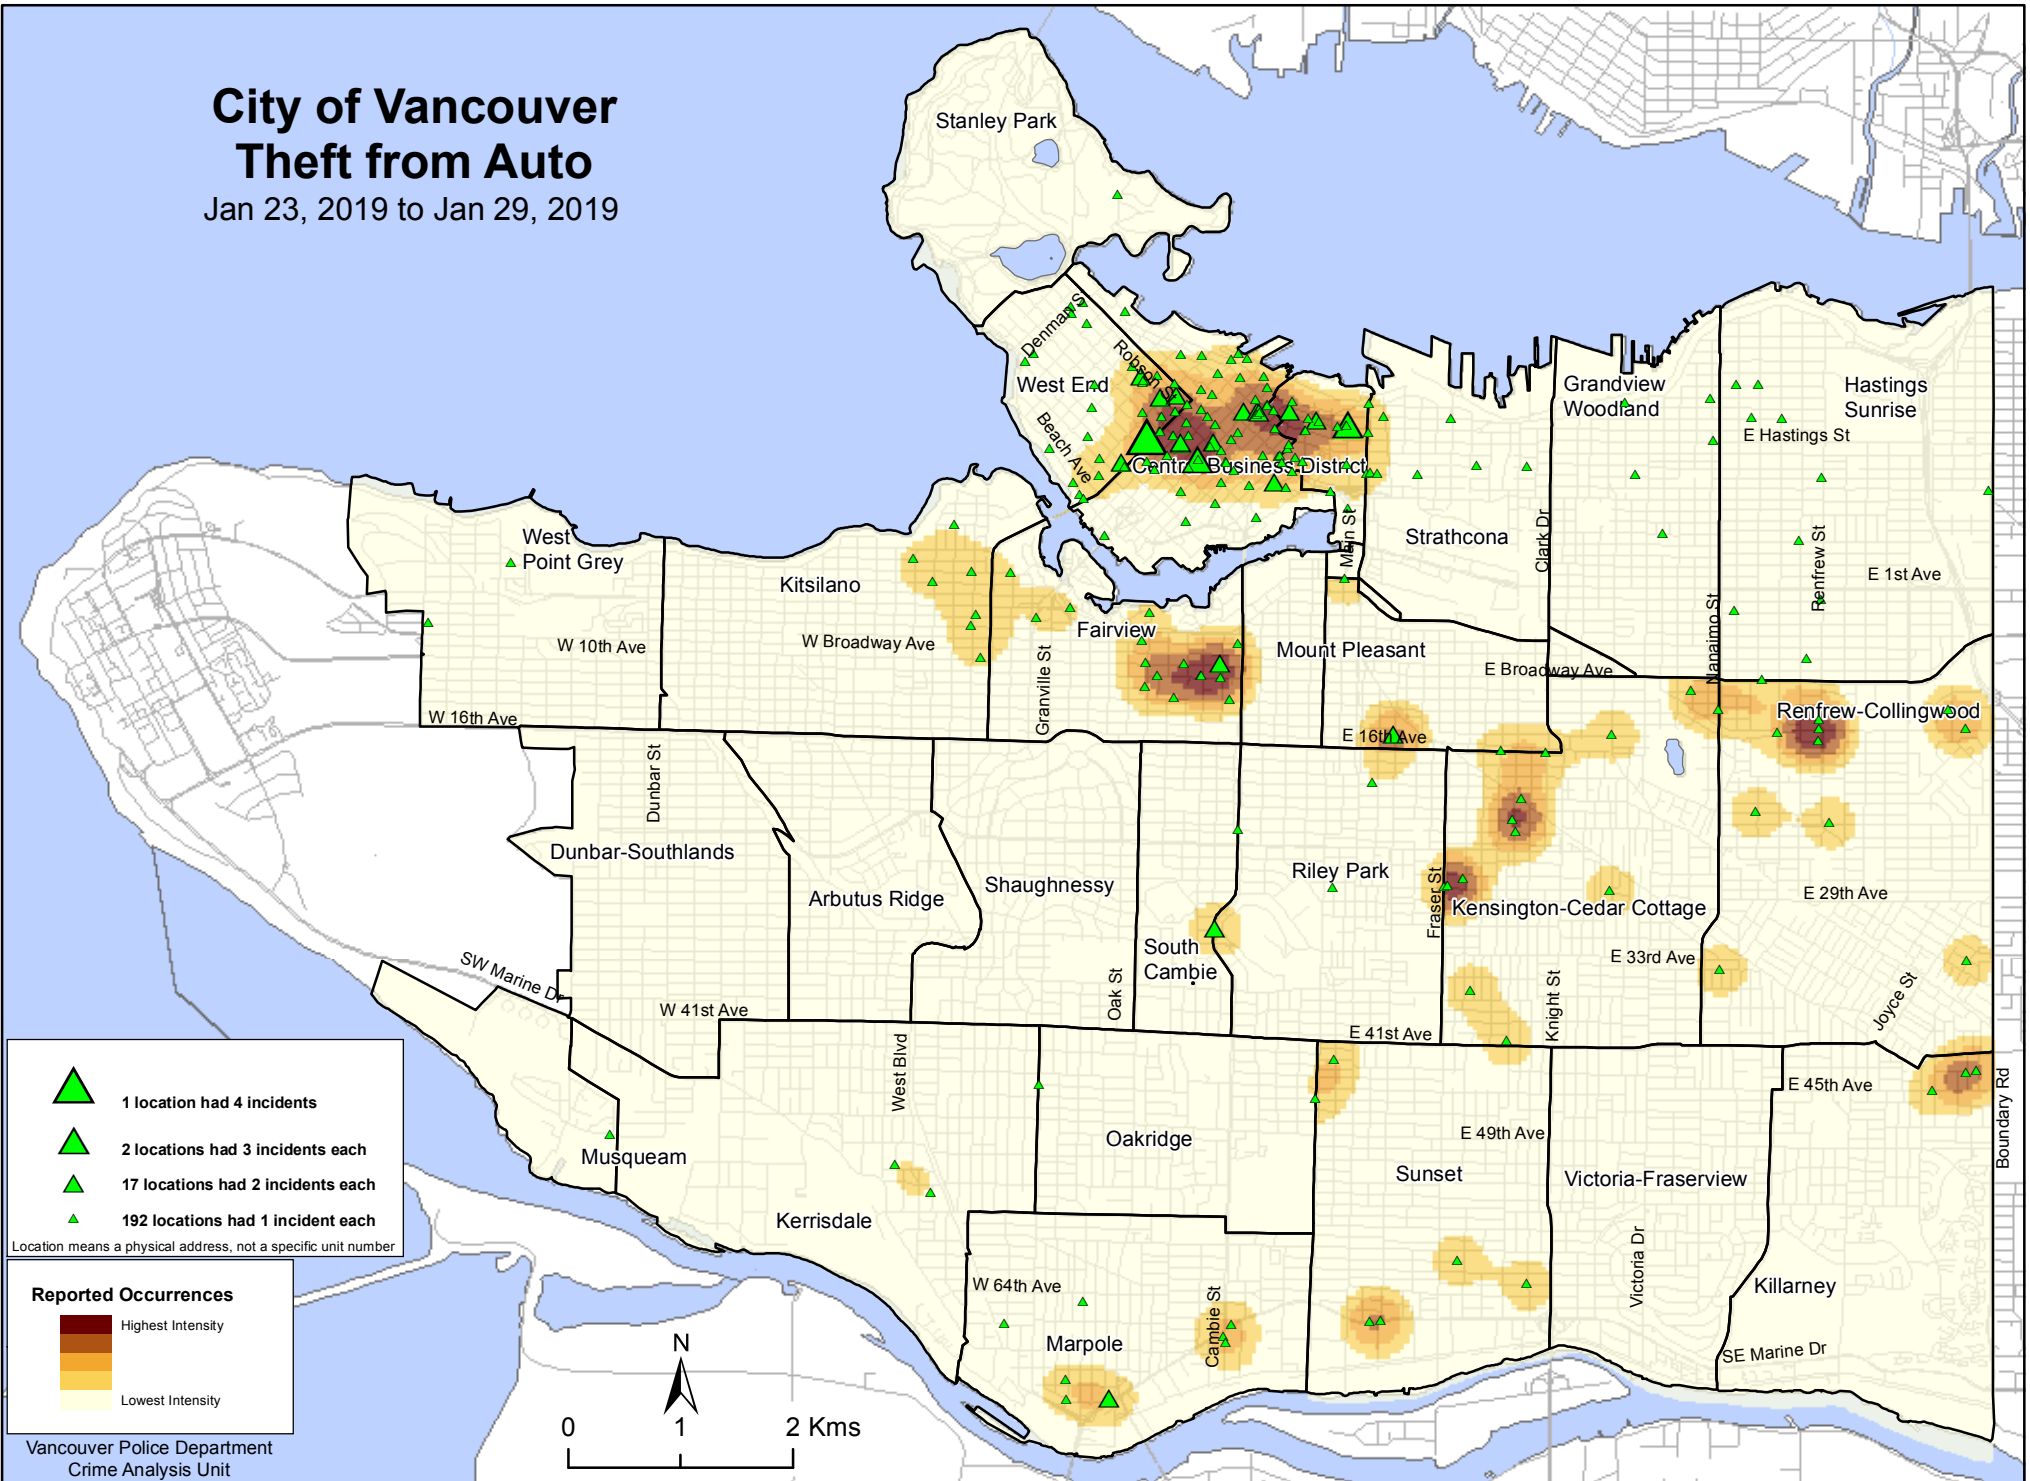 City of Vancouver
Theft from Auto
Jan 23, 2019 to Jan 29, 2019
Stanley Park
Denman St
Robson St
West End
Beach Ave
Central Business District
Grandview
Woodland
Hastings
Sunrise
E Hastings St
West
Point Grey
Kitsilano
Main St
Strathcona
Clark Dr
Renfrew St
E 1st Ave
W 10th Ave
W Broadway Ave
Fairview
Granville St
Mount Pleasant
E Broadway Ave
Nanaimo St
W 16th Ave
E 16th Ave
Renfrew-Collingwood
Dunbar St
Dunbar-Southlands
Arbutus Ridge
Shaughnessy
Riley Park
Fraser St
Kensington-Cedar Cottage
E 29th Ave
South
Cambie
E 33rd Ave
SW Marine Dr
W 41st Ave
Oak St
E 41st Ave
Knight St
Joyce St
West Blvd
E 45th Ave
Boundary Rd
Musqueam
Oakridge
E 49th Ave
Sunset
Victoria-Fraserview
Kerrisdale
W 64th Ave
Cambie St
Victoria Dr
Killarney
Marpole
SE Marine Dr
1 location had 4 incidents
2 locations had 3 incidents each
17 locations had 2 incidents each
192 locations had 1 incident each
Location means a physical address, not a specific unit number
Reported Occurrences
Highest Intensity
Lowest Intensity
N
0 1 2 Kms
Vancouver Police Department
Crime Analysis Unit